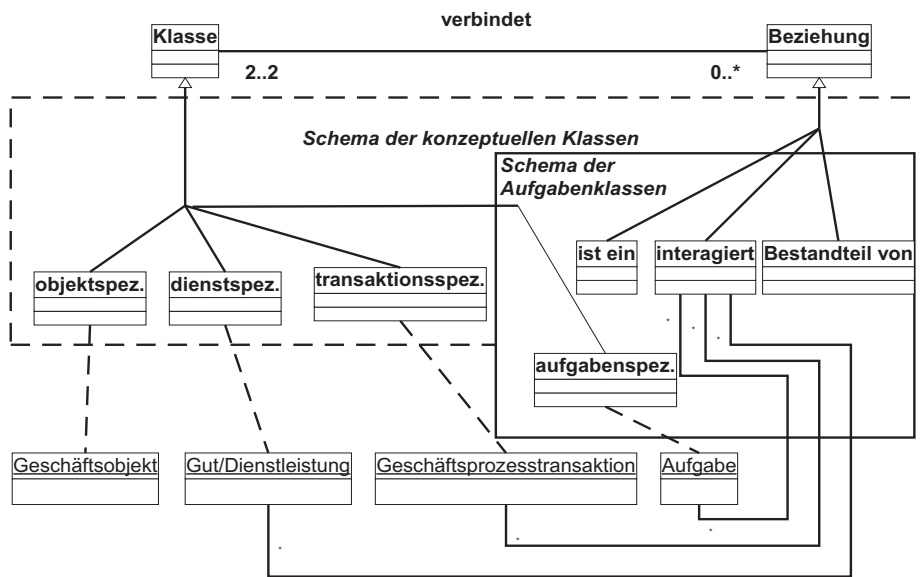 verbindet
Klasse
Beziehung
2..2
0..*
Schema der konzeptuellen Klassen
Schema der
Aufgabenklassen
ist ein
interagiert
Bestandteil von
objektspez.
dienstspez.
transaktionsspez.
*
*
*
aufgabenspez.
Geschäftsobjekt
Gut/Dienstleistung
Geschäftsprozesstransaktion
Aufgabe
*
*
*